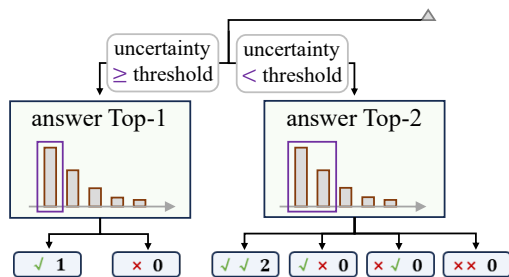 uncertainty
≥ threshold
uncertainty
< threshold
answer Top-1
answer Top-2
√ 1
× 0
√ √ 2
√ × 0
× √ 0
×× 0